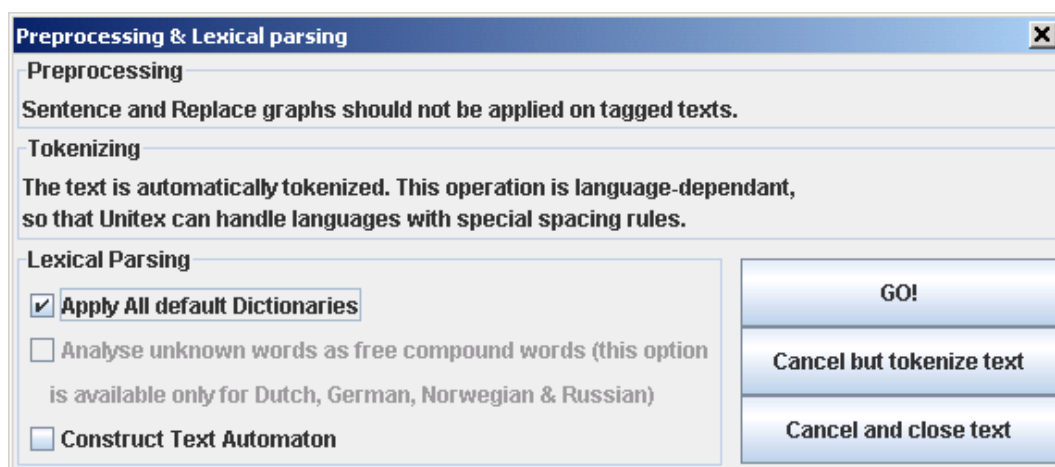 Preprocessing & Lexical parsing
Preprocessing
Sentence and Replace graphs should not be applied on tagged texts.
Tokenizing
The text is automatically tokenized. This operation is language-dependant,
so that Unitex can handle languages with special spacing rules.
Lexical Parsing
Apply All default Dictionaries
Analyse unknown words as free compound words (this option
is available only for Dutch, German, Norwegian & Russian)
Construct Text Automaton
GO!
Cancel but tokenize text
Cancel and close text